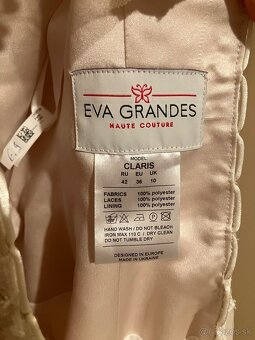 EVA GRANDES
HAUTE COUTURE
MODEL:
CLARIS
RU EU UK
42 36 10
FABRICS 100% polyester
LACES 100% polyester
LINING 100% polyester
HAND WASH / DO NOT BLEACH
IRON MAX 110 C / DRY CLEAN
DO NOT TUMBLE DRY
DESIGNED IN EUROPE
MADE IN UKRAINE